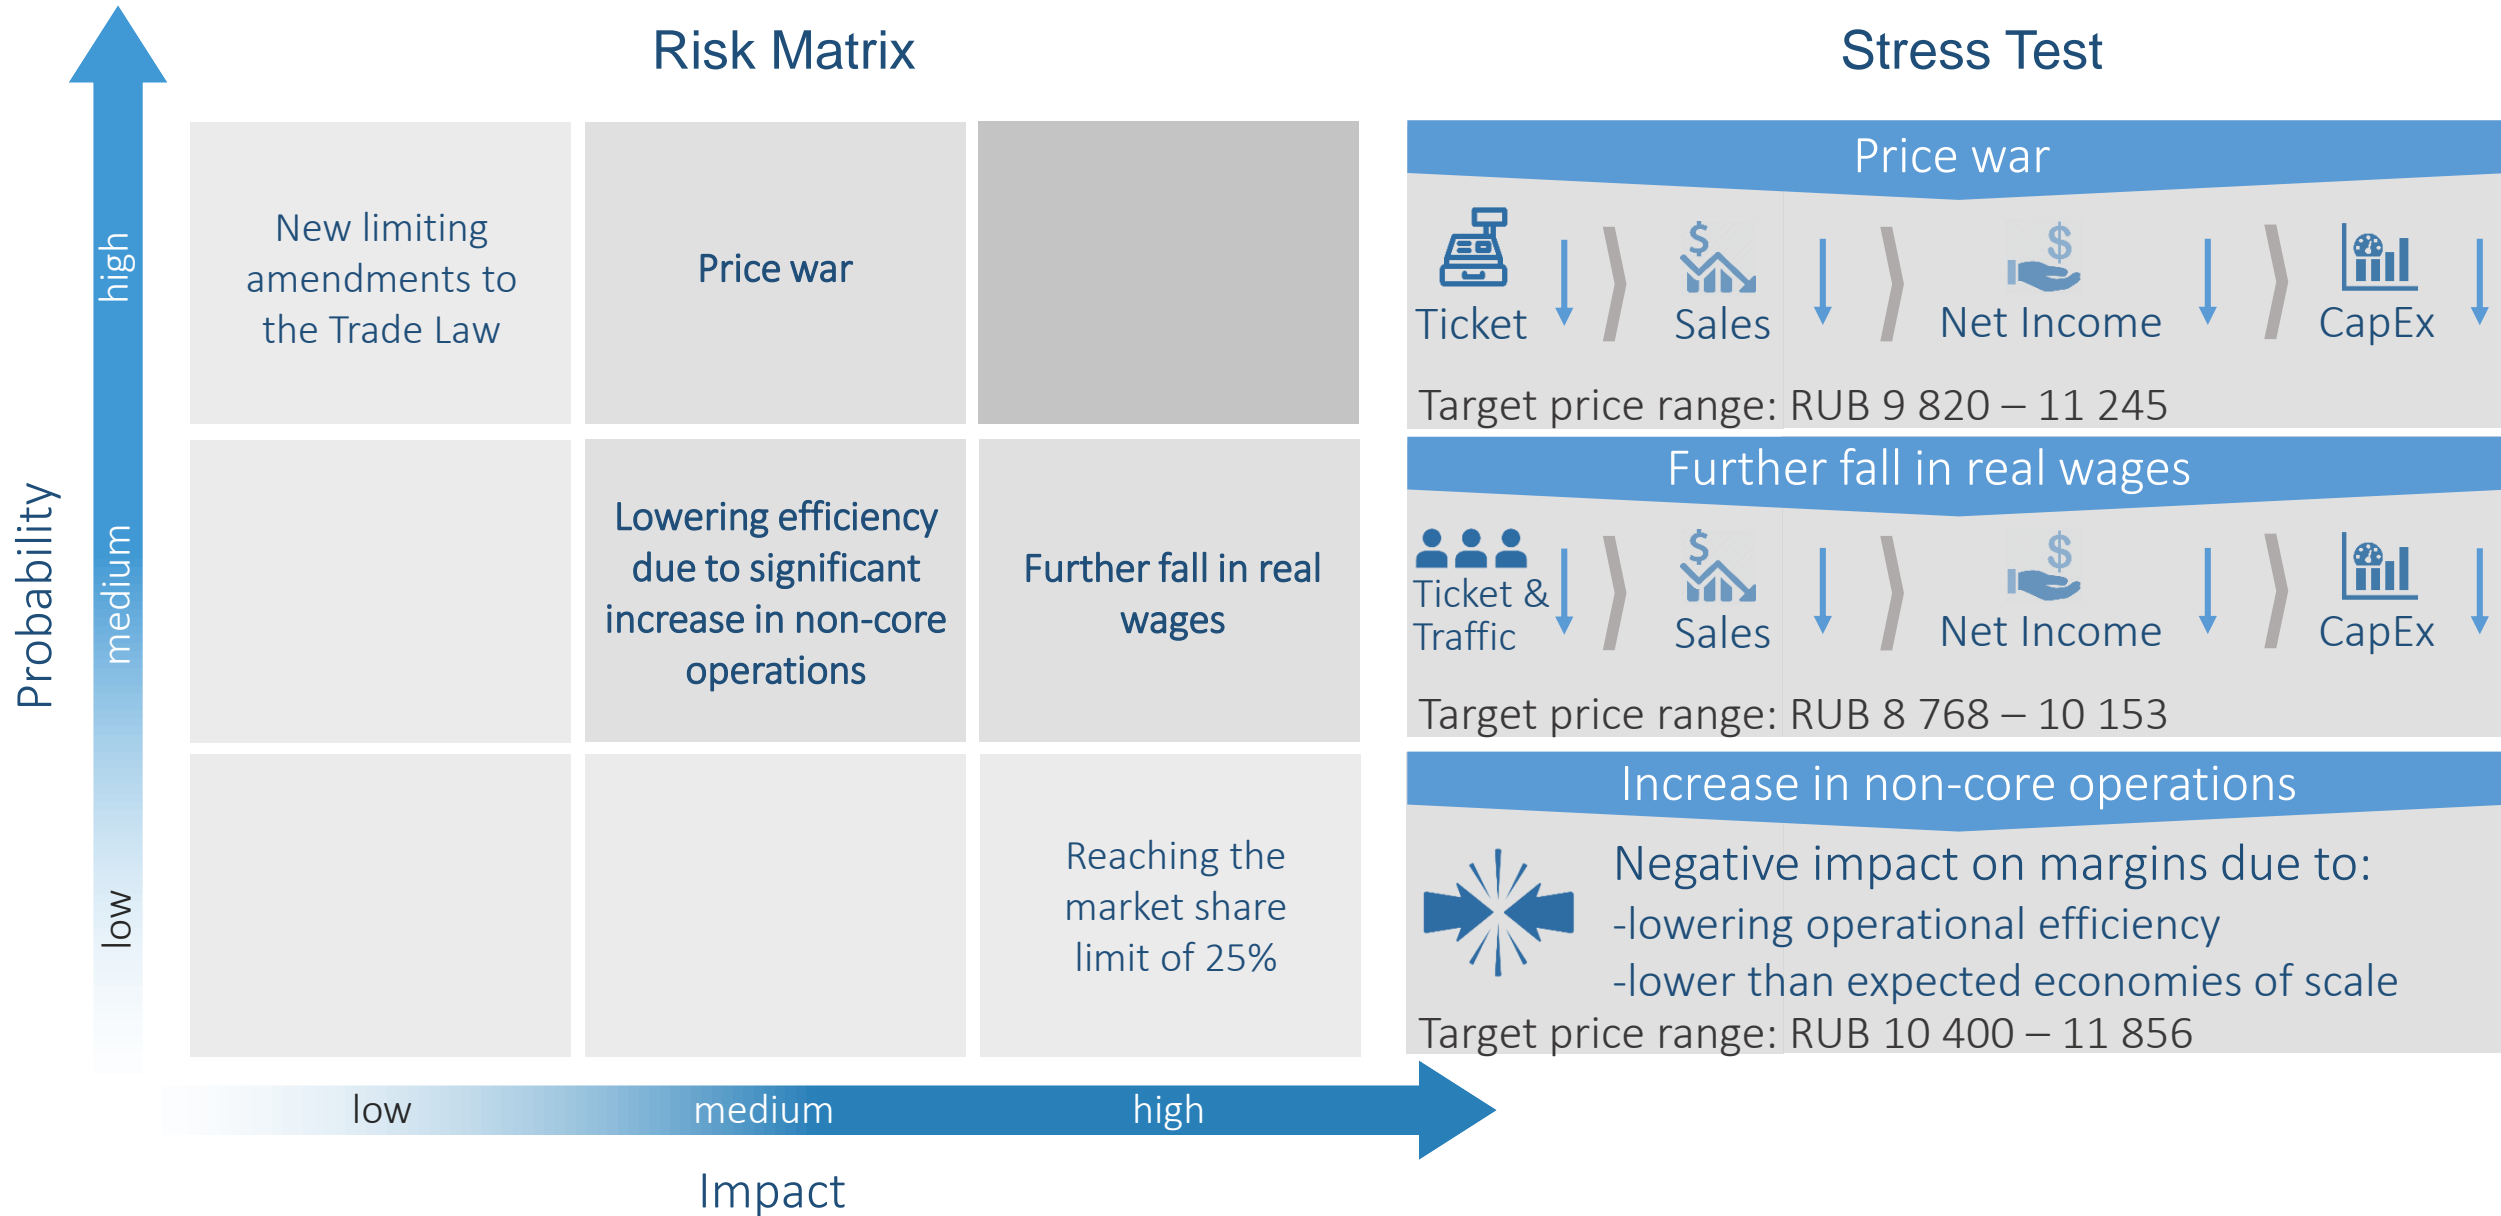 Risk Matrix
Stress Test
Probability
high
medium
low
New limiting
amendments to
the Trade Law
Price war
Lowering efficiency
due to significant
increase in non-core
operations
Further fall in real
wages
Reaching the
market share
limit of 25%
low
medium
high
Impact
Price war
Ticket
Sales
Net Income
CapEx
Target price range: RUB 9 820 – 11 245
Further fall in real wages
Ticket &
Traffic
Sales
Net Income
CapEx
Target price range: RUB 8 768 – 10 153
Increase in non-core operations
Negative impact on margins due to:
-lowering operational efficiency
-lower than expected economies of scale
Target price range: RUB 10 400 – 11 856